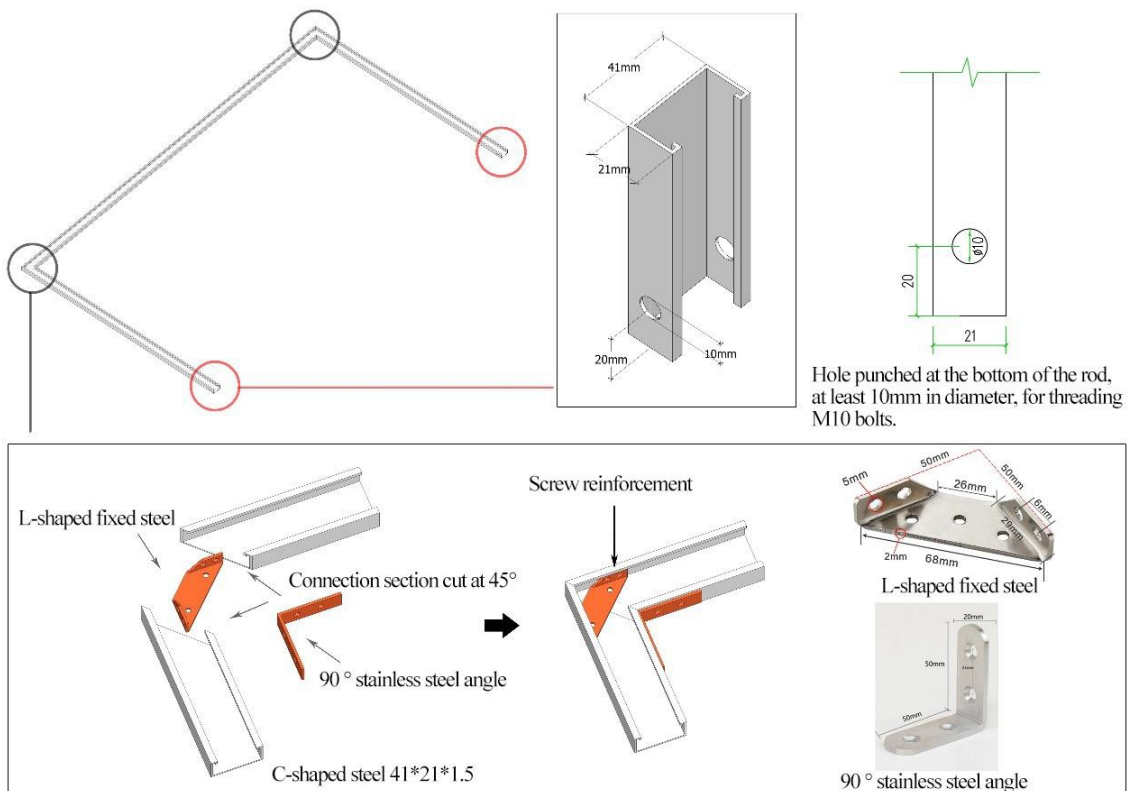 41mm
21mm
20mm
10mm
ø10
20
21
Hole punched at the bottom of the rod,
at least 10mm in diameter, for threading
M10 bolts.
L-shaped fixed steel
Connection section cut at 45°
90 ° stainless steel angle
C-shaped steel 41*21*1.5
Screw reinforcement
50mm
50mm
5mm
26mm
6mm
29mm
2mm
68mm
L-shaped fixed steel
20mm
50mm
50mm
90 ° stainless steel angle